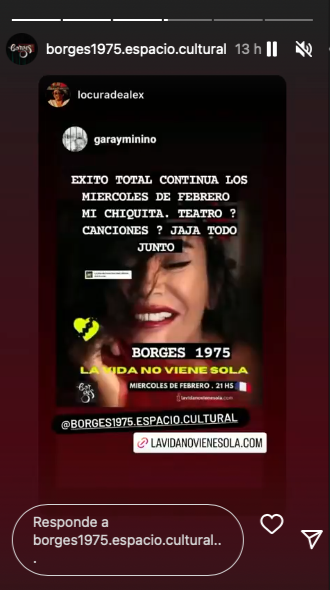 borges1975.espacio.cultural 13 h
locuradealex
garayminino
EXITO TOTAL CONTINUA LOS
MIERCOLES DE FEBRERO
MI CHIQUITA. TEATRO ?
CANCIONES ? JAJA TODO
JUNTO
BORGES 1975
LA VIDA NO VIENE SOLA
MIERCOLES DE FEBRERO . 21 HS
lavidanovienesola.com
@BORGES1975.ESPACIO.CULTURAL
LAVIDANOVIENESOLA.COM
Responde a
borges1975.espacio.cultural..
.